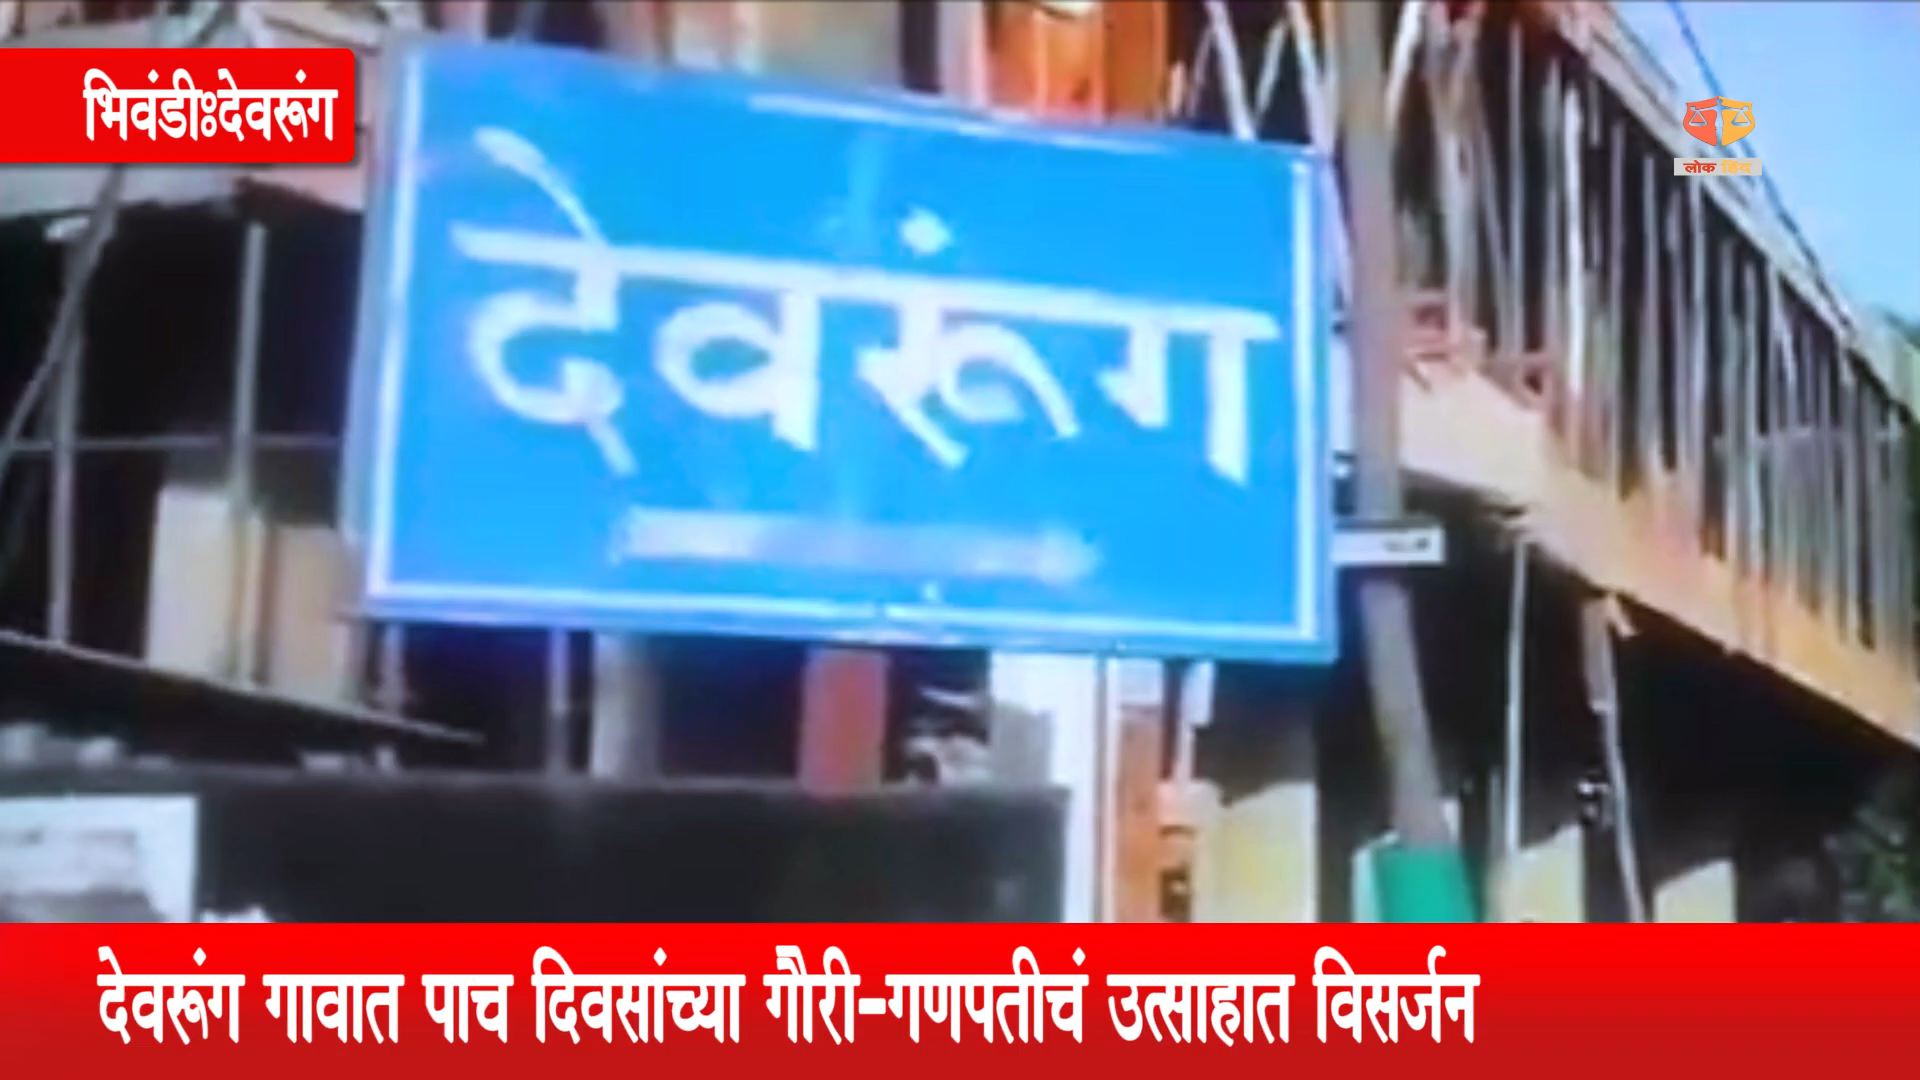 भिवंडीःदेवरूंग
लोक हित
देवरूंग
देवरूंग गावात पाच दिवसांच्या गौरी-गणपतीचं उत्साहात विसर्जन